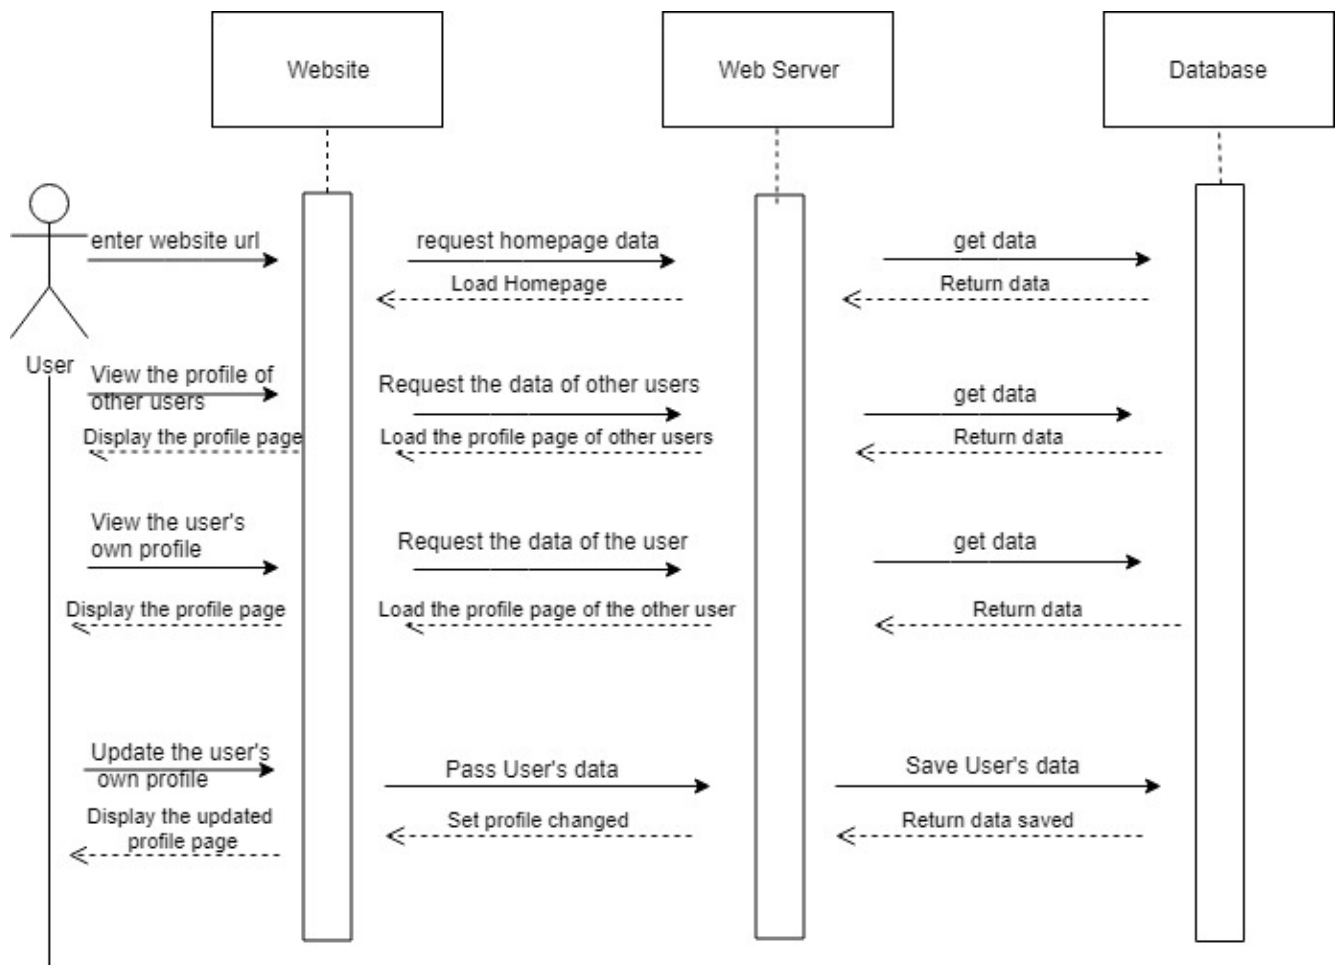 Website
Web Server
Database
enter website url
request homepage data
get data
Load Homepage
Return data
User
View the profile of
other users
Request the data of other users
get data
Display the profile page
Load the profile page of other users
Return data
View the user's
own profile
Request the data of the user
get data
Display the profile page
Load the profile page of the other user
Return data
Update the user's
own profile
Pass User's data
Save User's data
Display the updated
profile page
Set profile changed
Return data saved